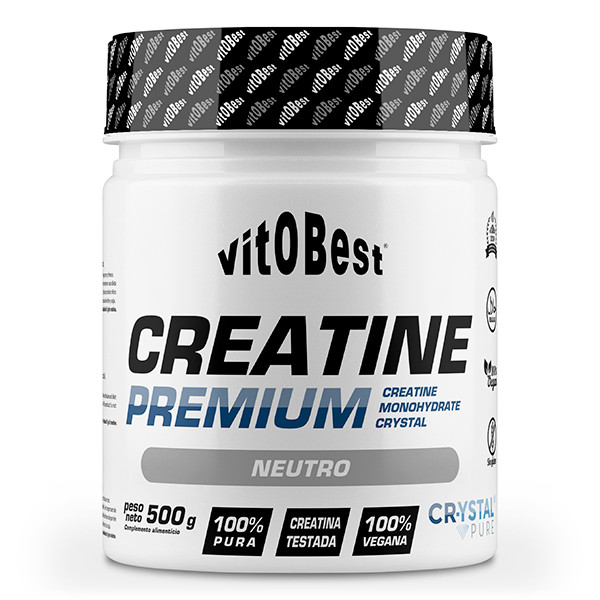 vitOBest®
CREATINE
PREMIUM
CREATINE
MONOHYDRATE
CRYSTAL
NEUTRO
peso
neto 500 g
Complemento alimenticio
100%
PURA
CREATINA
TESTADA
100%
VEGANA
CRYSTAL®
PURE